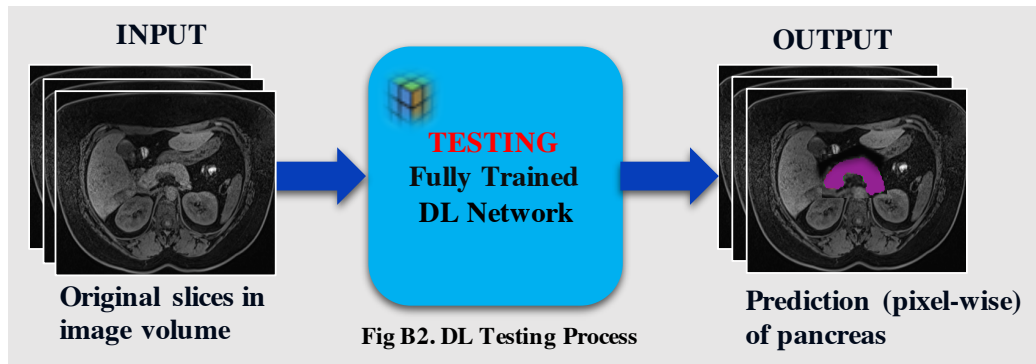 INPUT
Original slices in
image volume
TESTING
Fully Trained
DL Network
Fig B2. DL Testing Process
OUTPUT
Prediction (pixel-wise)
of pancreas